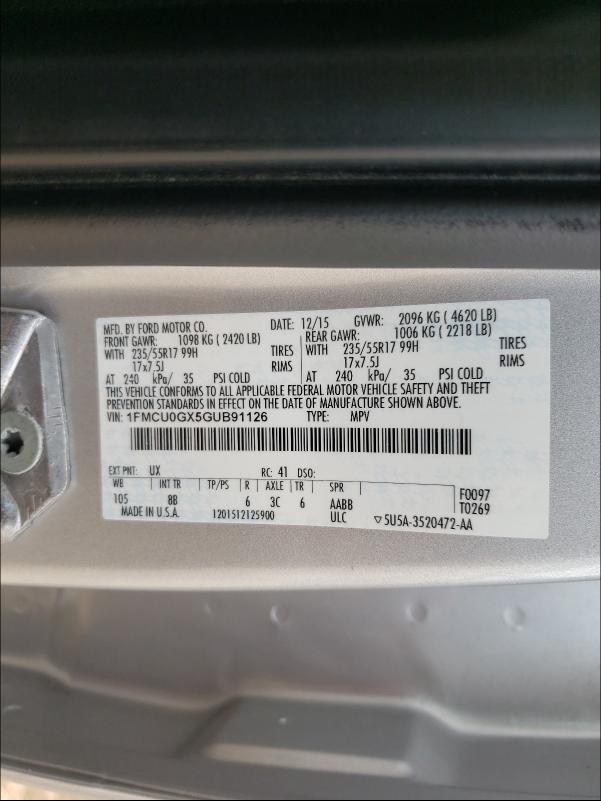 MFD. BY FORD MOTOR CO.
DATE: 12/15 GVWR: 2096 KG ( 4620 LB)
FRONT GAWR: 1098 KG ( 2420 LB) REAR GAWR: 1006 KG ( 2218 LB)
WITH 235/55R17 99H TIRES WITH 235/55R17 99H TIRES
17x7.5J RIMS 17x7.5J RIMS
AT 240 kPa/ 35 PSI COLD AT 240 kPa/ 35 PSI COLD
THIS VEHICLE CONFORMS TO ALL APPLICABLE FEDERAL MOTOR VEHICLE SAFETY AND THEFT
PREVENTION STANDARDS IN EFFECT ON THE DATE OF MANUFACTURE SHOWN ABOVE.
VIN: 1FMCU0GX5GUB91126 TYPE: MPV
EXT PNT: UX RC: 41 DSO:
WB INT TR TP/PS R AXLE TR SPR
105 8B 6 3C 6 AABB F0097
ULC T0269
MADE IN U.S.A. 1201512125900 ▽5U5A-3520472-AA